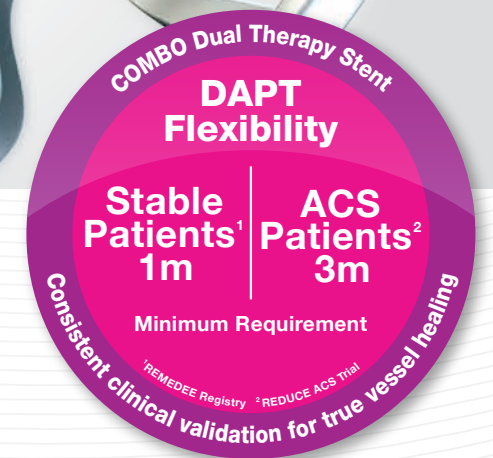 COMBO Dual Therapy Stent
DAPT
Flexibility
Stable
Patients¹
1m
ACS
Patients²
3m
Minimum Requirement
¹REMEDEE Registry ²REDUCE ACS Trial
Consistent clinical validation for true vessel healing